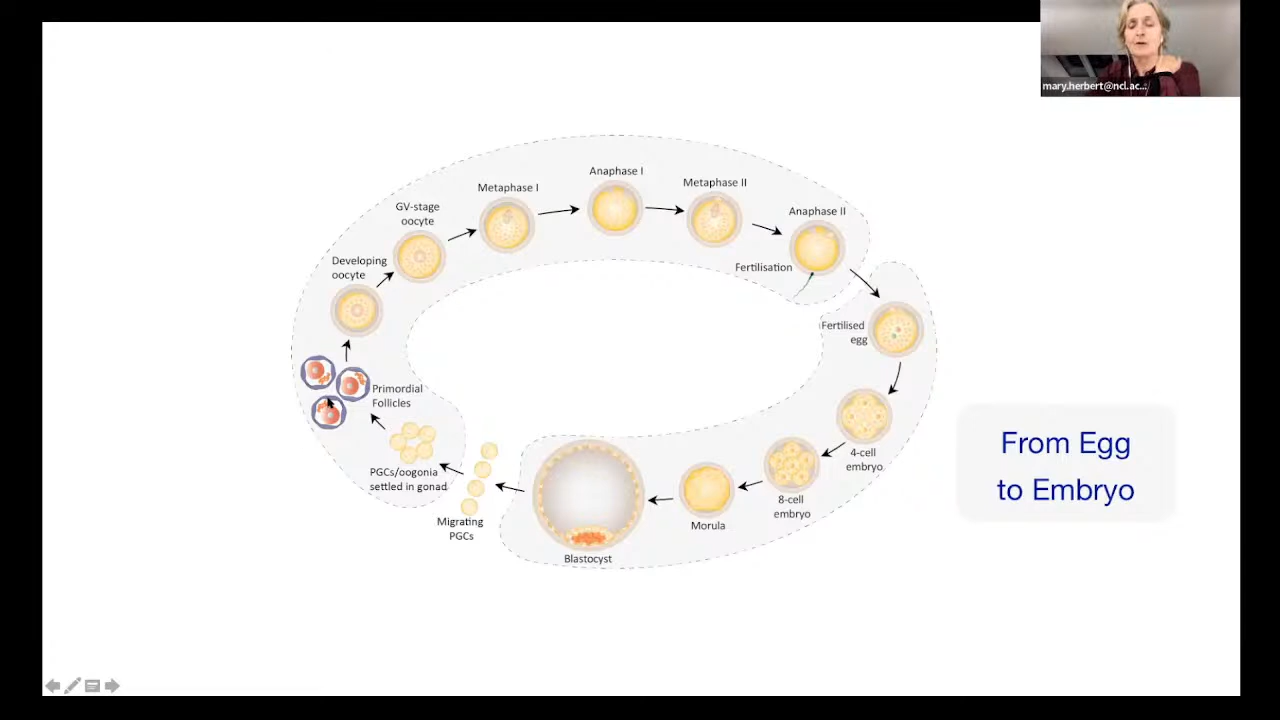 mary.herbert@ncl.ac...
Anaphase I
Metaphase I
Metaphase II
GV-stage
oocyte
Anaphase II
Developing
oocyte
Fertilisation
Fertilised
egg
Primordial
Follicles
4-cell
embryo
PGCs/oogonia
settled in gonad
8-cell
embryo
Morula
Migrating
PGCs
Blastocyst
From Egg
to Embryo